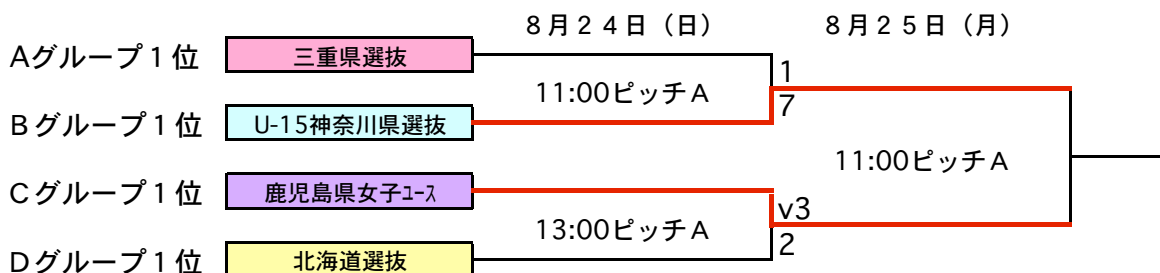 ８月２４日（日） ８月２５日（月）
Aグループ１位 三重県選抜
1
11:00ピッチA
7
Bグループ１位 U-15神奈川県選抜
11:00ピッチA
Cグループ１位 鹿児島県女子ﾕｰｽ
v3
13:00ピッチA
2
Dグループ１位 北海道選抜